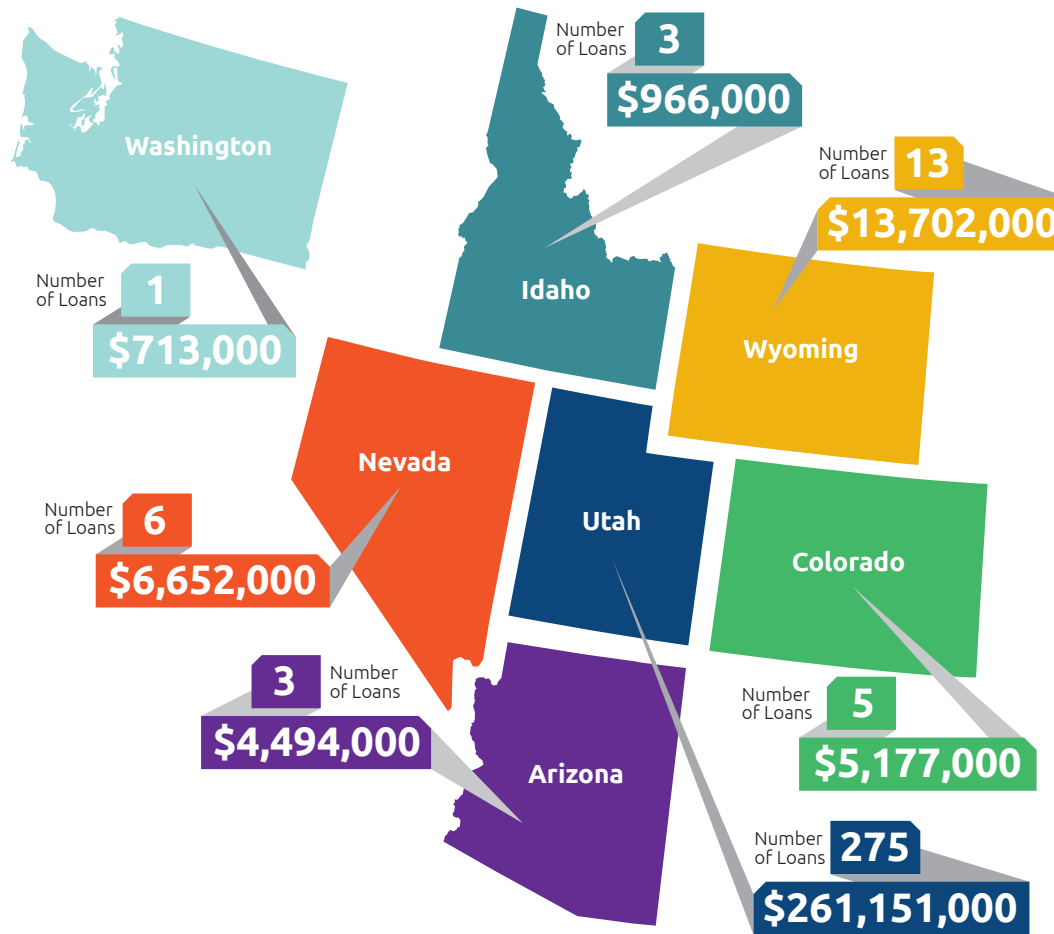 Number
of Loans
3
$966,000
Washington
Number
of Loans
13
$13,702,000
Number
of Loans
1
$713,000
Idaho
Wyoming
Nevada
Number
of Loans
6
$6,652,000
Utah
Colorado
3
Number
of Loans
$4,494,000
Number
of Loans
5
$5,177,000
Arizona
Number
of Loans
275
$261,151,000